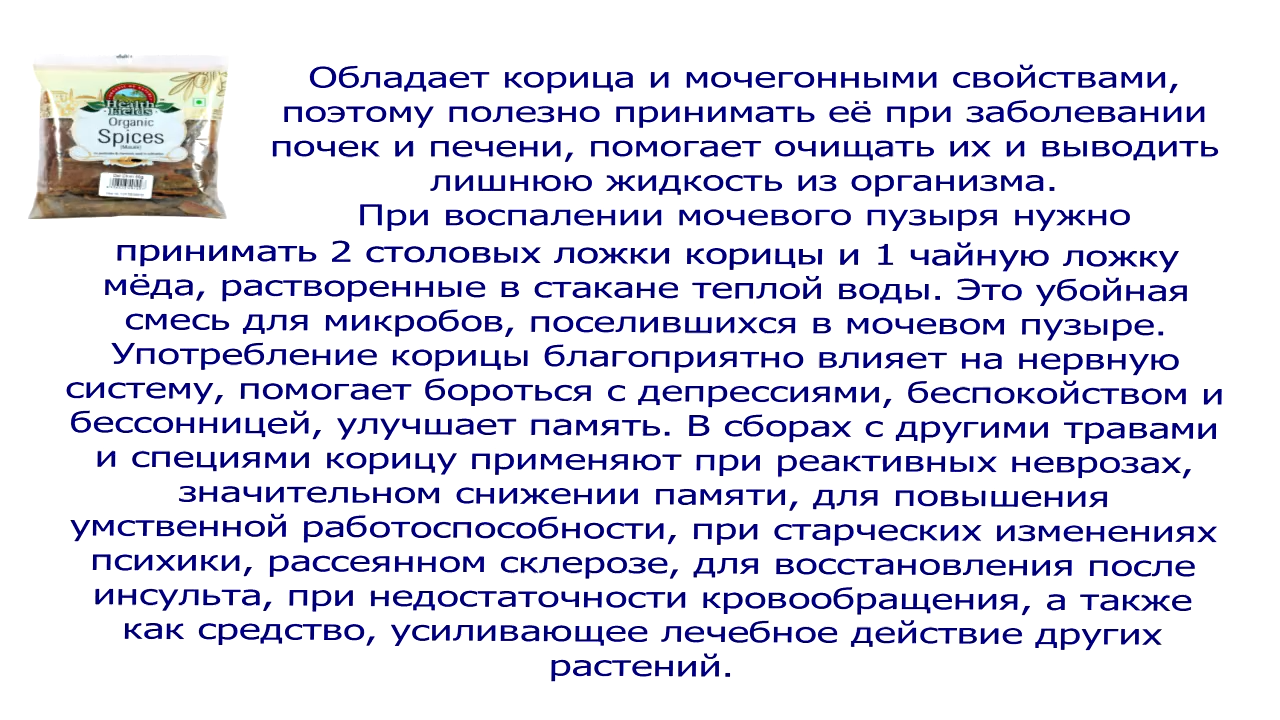 Health
Fields
Organic
Spices
(Masale)
Обладает корица и мочегонными свойствами,
поэтому полезно принимать её при заболевании
почек и печени, помогает очищать их и выводить
лишнюю жидкость из организма.
При воспалении мочевого пузыря нужно
принимать 2 столовых ложки корицы и 1 чайную ложку
мёда, растворенные в стакане теплой воды. Это убойная
смесь для микробов, поселившихся в мочевом пузыре.
Употребление корицы благоприятно влияет на нервную
систему, помогает бороться с депрессиями, беспокойством и
бессонницей, улучшает память. В сборах с другими травами
и специями корицу применяют при реактивных неврозах,
значительном снижении памяти, для повышения
умственной работоспособности, при старческих изменениях
психики, рассеянном склерозе, для восстановления после
инсульта, при недостаточности кровообращения, а также
как средство, усиливающее лечебное действие других
растений.